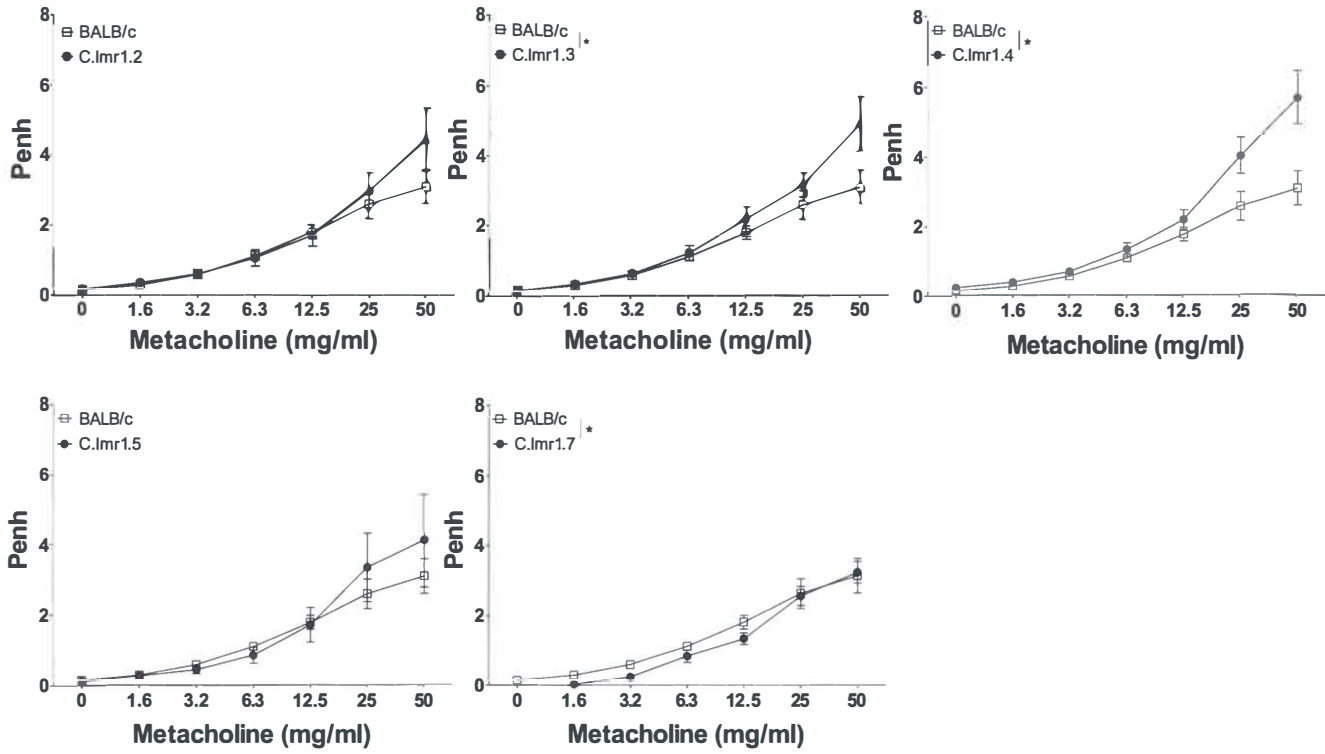 8
BALB/c
C.lmr1.2
6
4
2
0
Penh
0 1.6 3.2 6.3 12.5 25 50
Metacholine (mg/ml)
8
BALB/c
C.lmr1.3
*
6
4
2
0
Penh
0 1.6 3.2 6.3 12.5 25 50
Metacholine (mg/ml)
8
BALB/c
C.lmr1.4
*
6
4
2
0
0 1.6 3.2 6.3 12.5 25 50
Metacholine (mg/ml)
8
BALB/c
C.lmr1.5
6
4
2
0
Penh
0 1.6 3.2 6.3 12.5 25 50
Metacholine (mg/ml)
8
BALB/c
C.lmr1.7
*
6
4
2
0
Penh
0 1.6 3.2 6.3 12.5 25 50
Metacholine (mg/ml)